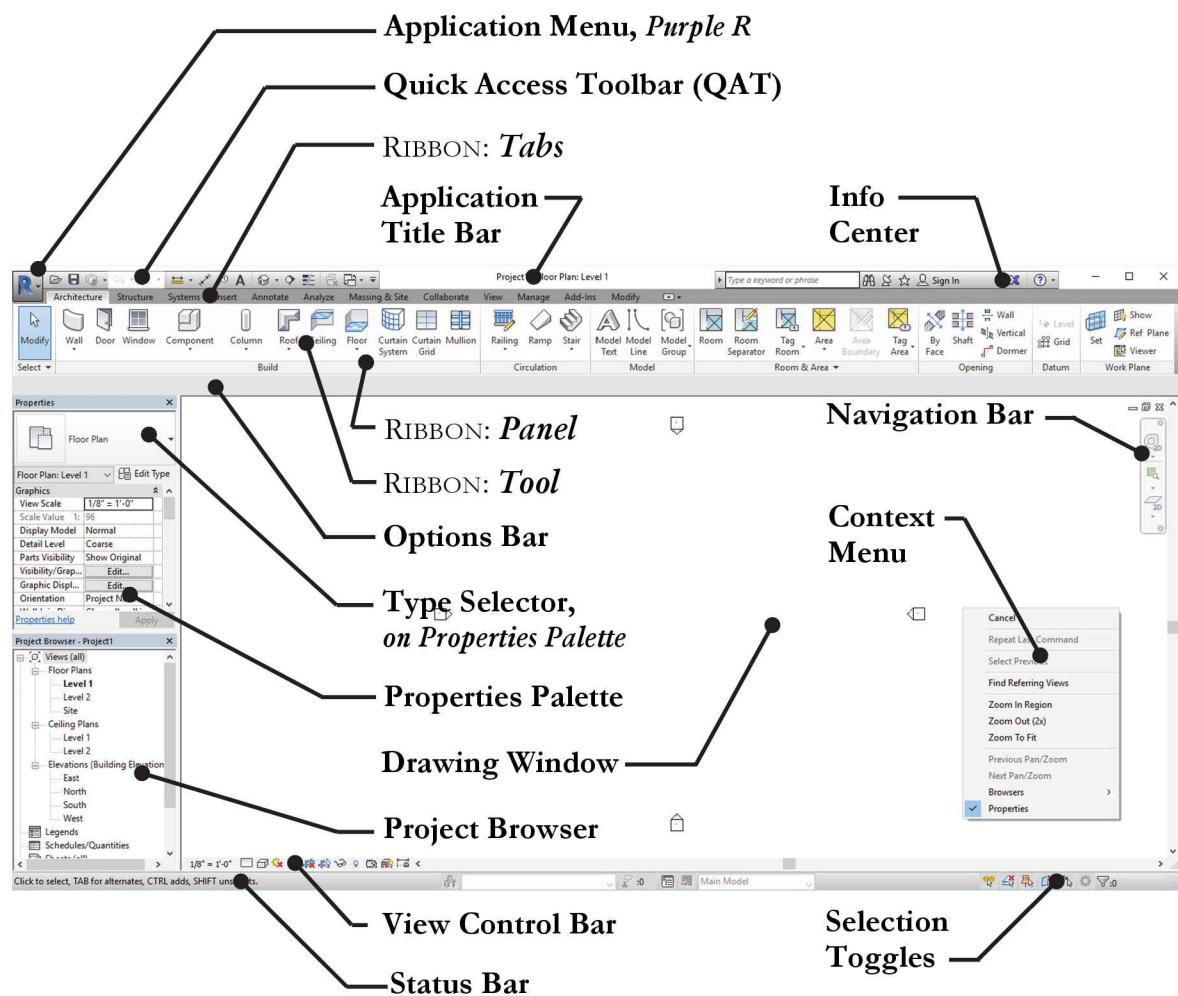 Application Menu, Purple R
Quick Access Toolbar (QAT)
RIBBON: Tabs
Application
Title Bar
Info
Center
Project Floor Plan: Level 1
Type a keyword or phrase
Sign In
Architecture Structure Systems Insert Annotate Analyze Massing & Site Collaborate View Manage Add-Ins Modify
Modify Wall Door Window Component Column Roof Ceiling Floor Curtain System Curtain Grid Mullion Railing Ramp Stair Model Text Model Line Model Group Room Room Separator Tag Room Area Area Boundary Tag Area By Face Shaft Wall Vertical Dormer Level Grid Set Show Ref Plane Viewer
Select Build Circulation Model Room & Area Opening Datum Work Plane
Properties
Floor Plan
Floor Plan: Level 1 Edit Type
Graphics
View Scale 1/8" = 1'-0"
Scale Value 1: 96
Display Model Normal
Detail Level Coarse
Parts Visibility Show Original
Visibility/Grap... Edit...
Graphic Displ... Edit...
Orientation Project
Properties help Apply
RIBBON: Panel
RIBBON: Tool
Options Bar
Type Selector,
on Properties Palette
Properties Palette
Drawing Window
Project Browser
Navigation Bar
2D
2D
Context
Menu
Cancel
Repeat Last Command
Select Previous
Find Referring Views
Zoom In Region
Zoom Out (2x)
Zoom To Fit
Previous Pan/Zoom
Next Pan/Zoom
Browsers
Properties
Project Browser - Project1
Views (all)
Floor Plans
Level 1
Level 2
Site
Ceiling Plans
Level 1
Level 2
Elevations (Building Elevation
East
North
South
West
Legends
Schedules/Quantities
1/8" = 1'-0"
Click to select, TAB for alternates, CTRL adds, SHIFT unselects.
:0
Main Model
:0
View Control Bar
Status Bar
Selection
Toggles